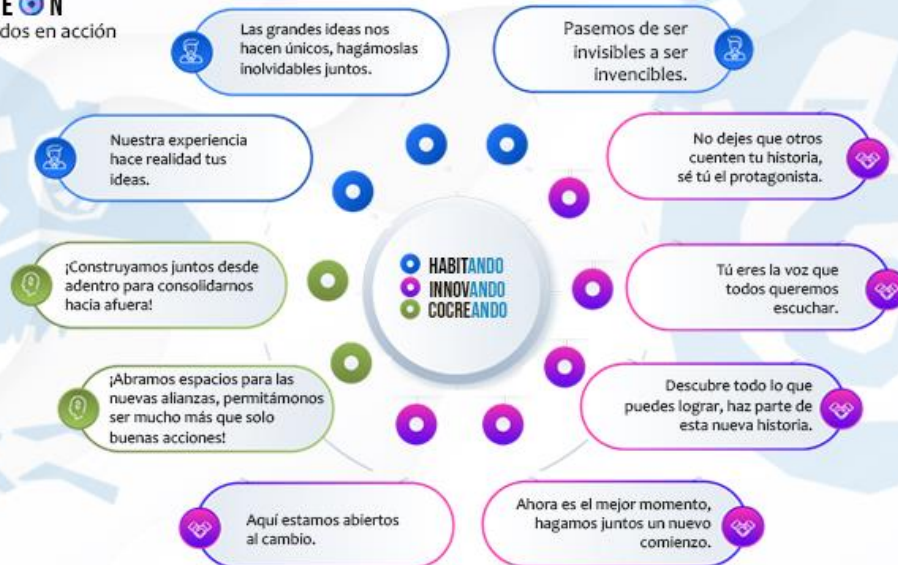 E O N
dos en acción
Las grandes ideas nos
hacen únicos, hagámoslas
inolvidables juntos.
Pasemos de ser
invisibles a ser
invencibles.
Nuestra experiencia
hace realidad tus
ideas.
No dejes que otros
cuenten tu historia,
sé tú el protagonista.
¡Construyamos juntos desde
adentro para consolidarnos
hacia afuera!
HABITANDO
INNOVANDO
COCREANDO
Tú eres la voz que
todos queremos
escuchar.
¡Abramos espacios para las
nuevas alianzas, permitámonos
ser mucho más que solo
buenas acciones!
Descubre todo lo que
puedes lograr, haz parte de
esta nueva historia.
Aquí estamos abiertos
al cambio.
Ahora es el mejor momento,
hagamos juntos un nuevo
comienzo.